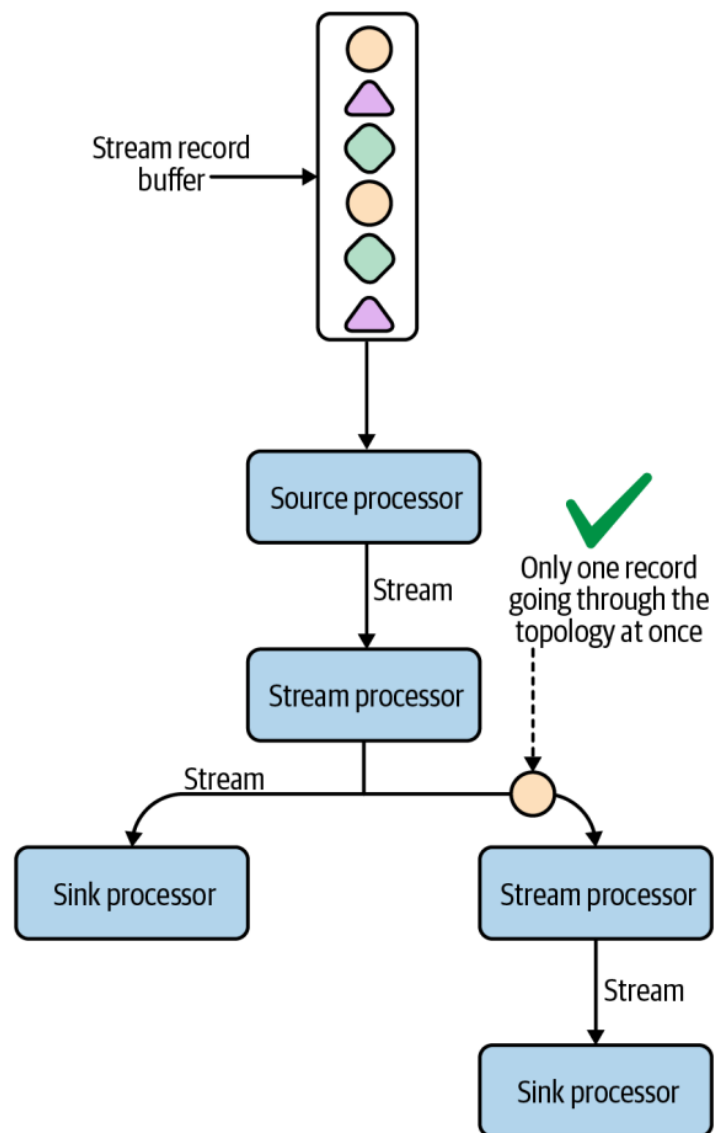 Stream record
buffer
Source processor
Only one record
going through the
topology at once
Stream
Stream processor
Stream
Sink processor
Stream processor
Stream
Sink processor